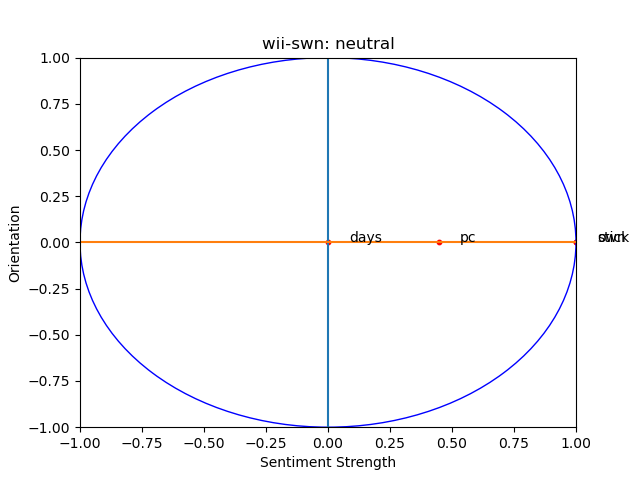 wii-swn: neutral
1.00
0.75
0.50
0.25
0.00
−0.25
−0.50
−0.75
−1.00
Orientation
days
pc
stick
−1.00 −0.75 −0.50 −0.25 0.00 0.25 0.50 0.75 1.00
Sentiment Strength